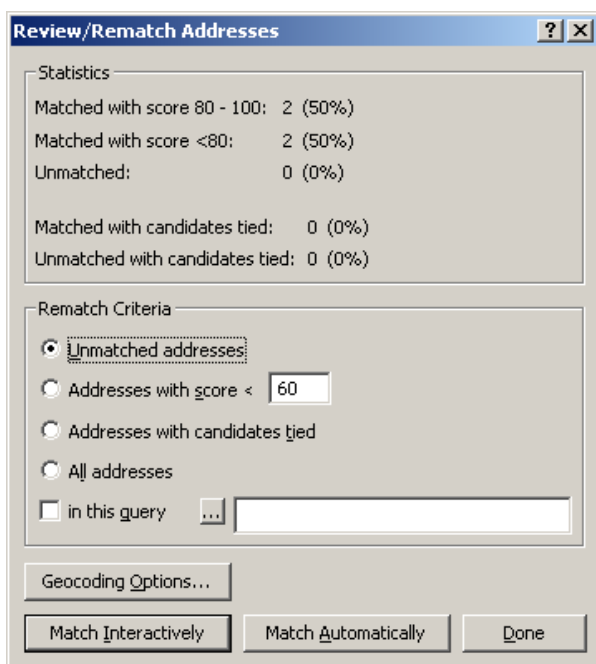 Review/Rematch Addresses
Statistics
Matched with score 80 - 100: 2 (50%)
Matched with score <80: 2 (50%)
Unmatched: 0 (0%)
Matched with candidates tied: 0 (0%)
Unmatched with candidates tied: 0 (0%)
Rematch Criteria
Unmatched addresses
Addresses with score < 60
Addresses with candidates tied
All addresses
in this query ...
Geocoding Options...
Match Interactively Match Automatically Done